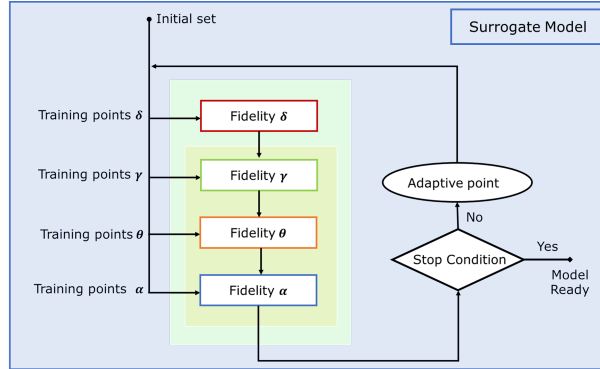 Surrogate Model
Initial set
Training points δ
Fidelity δ
Training points γ
Fidelity γ
Adaptive point
No
Training points θ
Fidelity θ
Yes
Stop Condition
Model
Ready
Training points α
Fidelity α